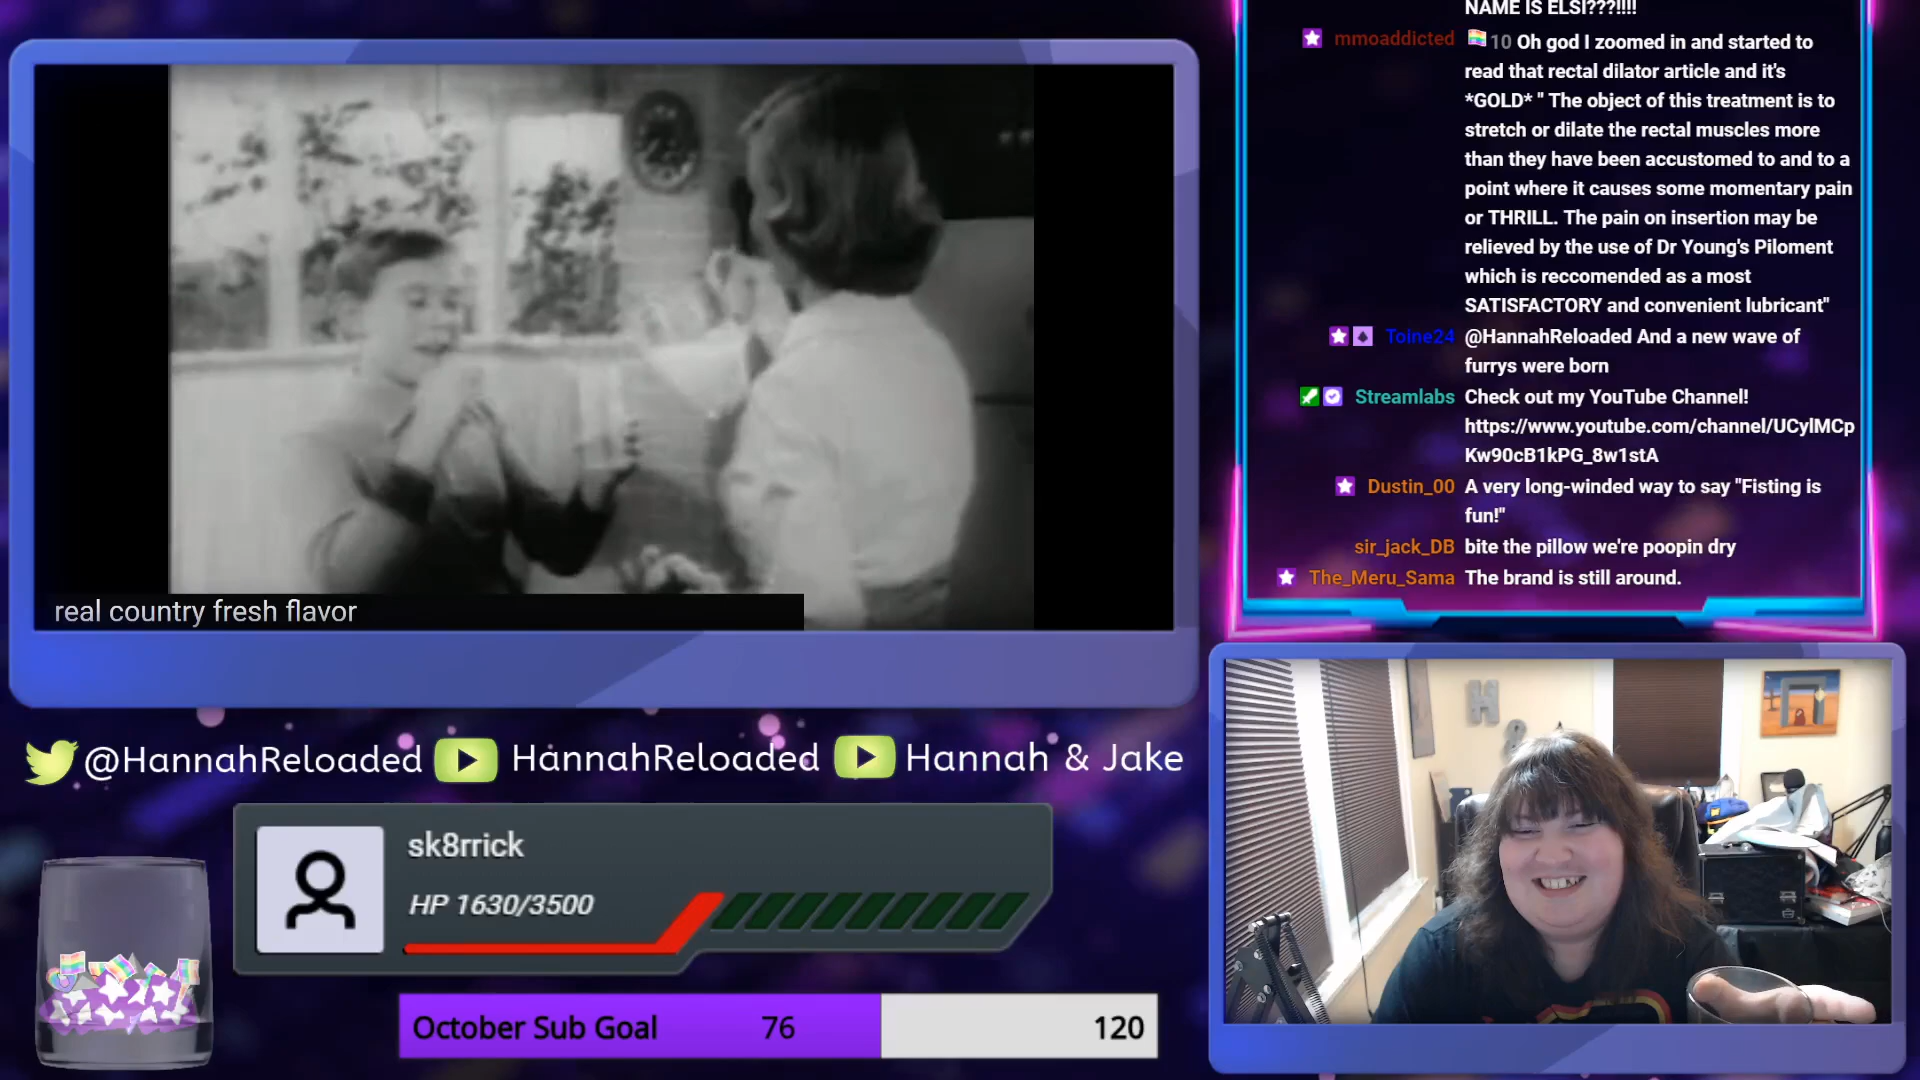 NAME IS ELSI???!!!!
mmoaddicted 10 Oh god I zoomed in and started to
read that rectal dilator article and it's
*GOLD* " The object of this treatment is to
stretch or dilate the rectal muscles more
than they have been accustomed to and to a
point where it causes some momentary pain
or THRILL. The pain on insertion may be
relieved by the use of Dr Young's Piloment
which is reccomended as a most
SATISFACTORY and convenient lubricant"
Toine24 @HannahReloaded And a new wave of
furrys were born
Streamlabs Check out my YouTube Channel!
https://www.youtube.com/channel/UCylMCp
Kw90cB1kPG_8w1stA
Dustin_00 A very long-winded way to say "Fisting is
fun!"
sir_jack_DB bite the pillow we're poopin dry
The_Meru_Sama The brand is still around.
real country fresh flavor
@HannahReloaded HannahReloaded Hannah & Jake
sk8rrick
HP 1630/3500
October Sub Goal 76 120
H